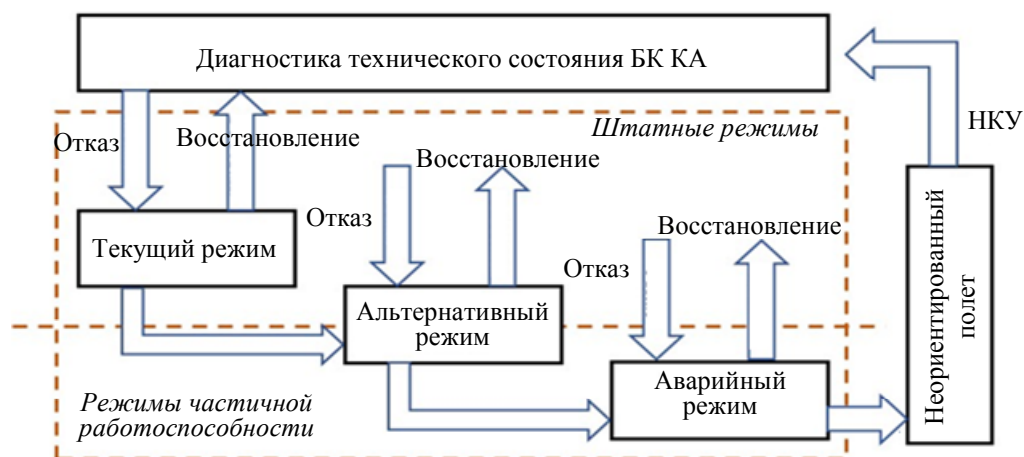 Диагностика технического состояния БК КА
НКУ
Отказ
Восстановление
Штатные режимы
Восстановление
Отказ
Текущий режим
Восстановление
Отказ
Альтернативный
режим
Неориентированный
полет
Аварийный
режим
Режимы частичной
работоспособности